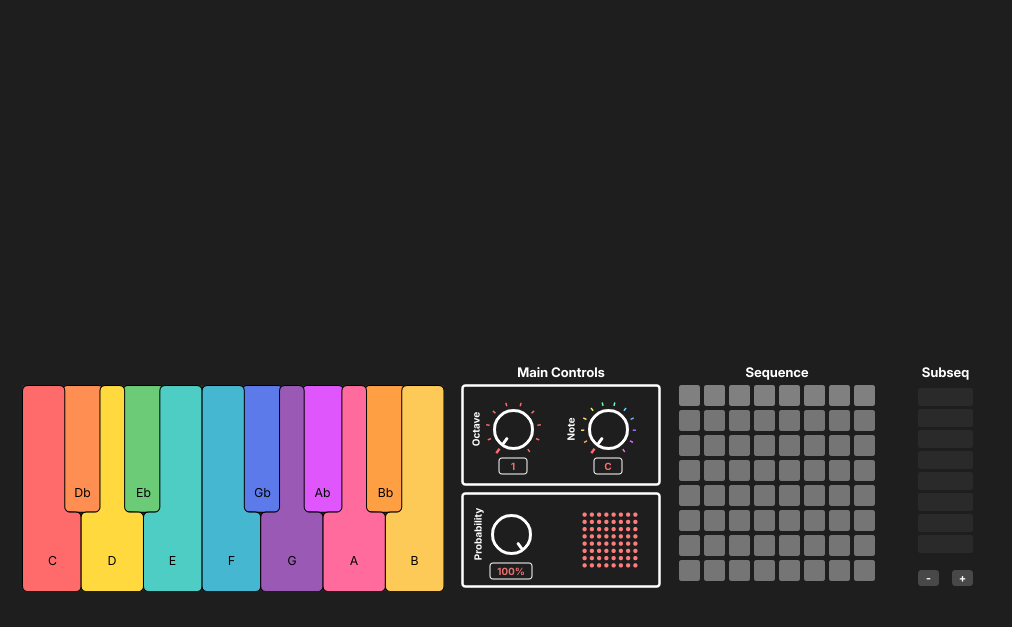 Main Controls
Sequence
Subseq
Octave
1
Note
C
Db
Eb
Gb
Ab
Bb
C
D
E
F
G
A
B
Probability
100%
-
+